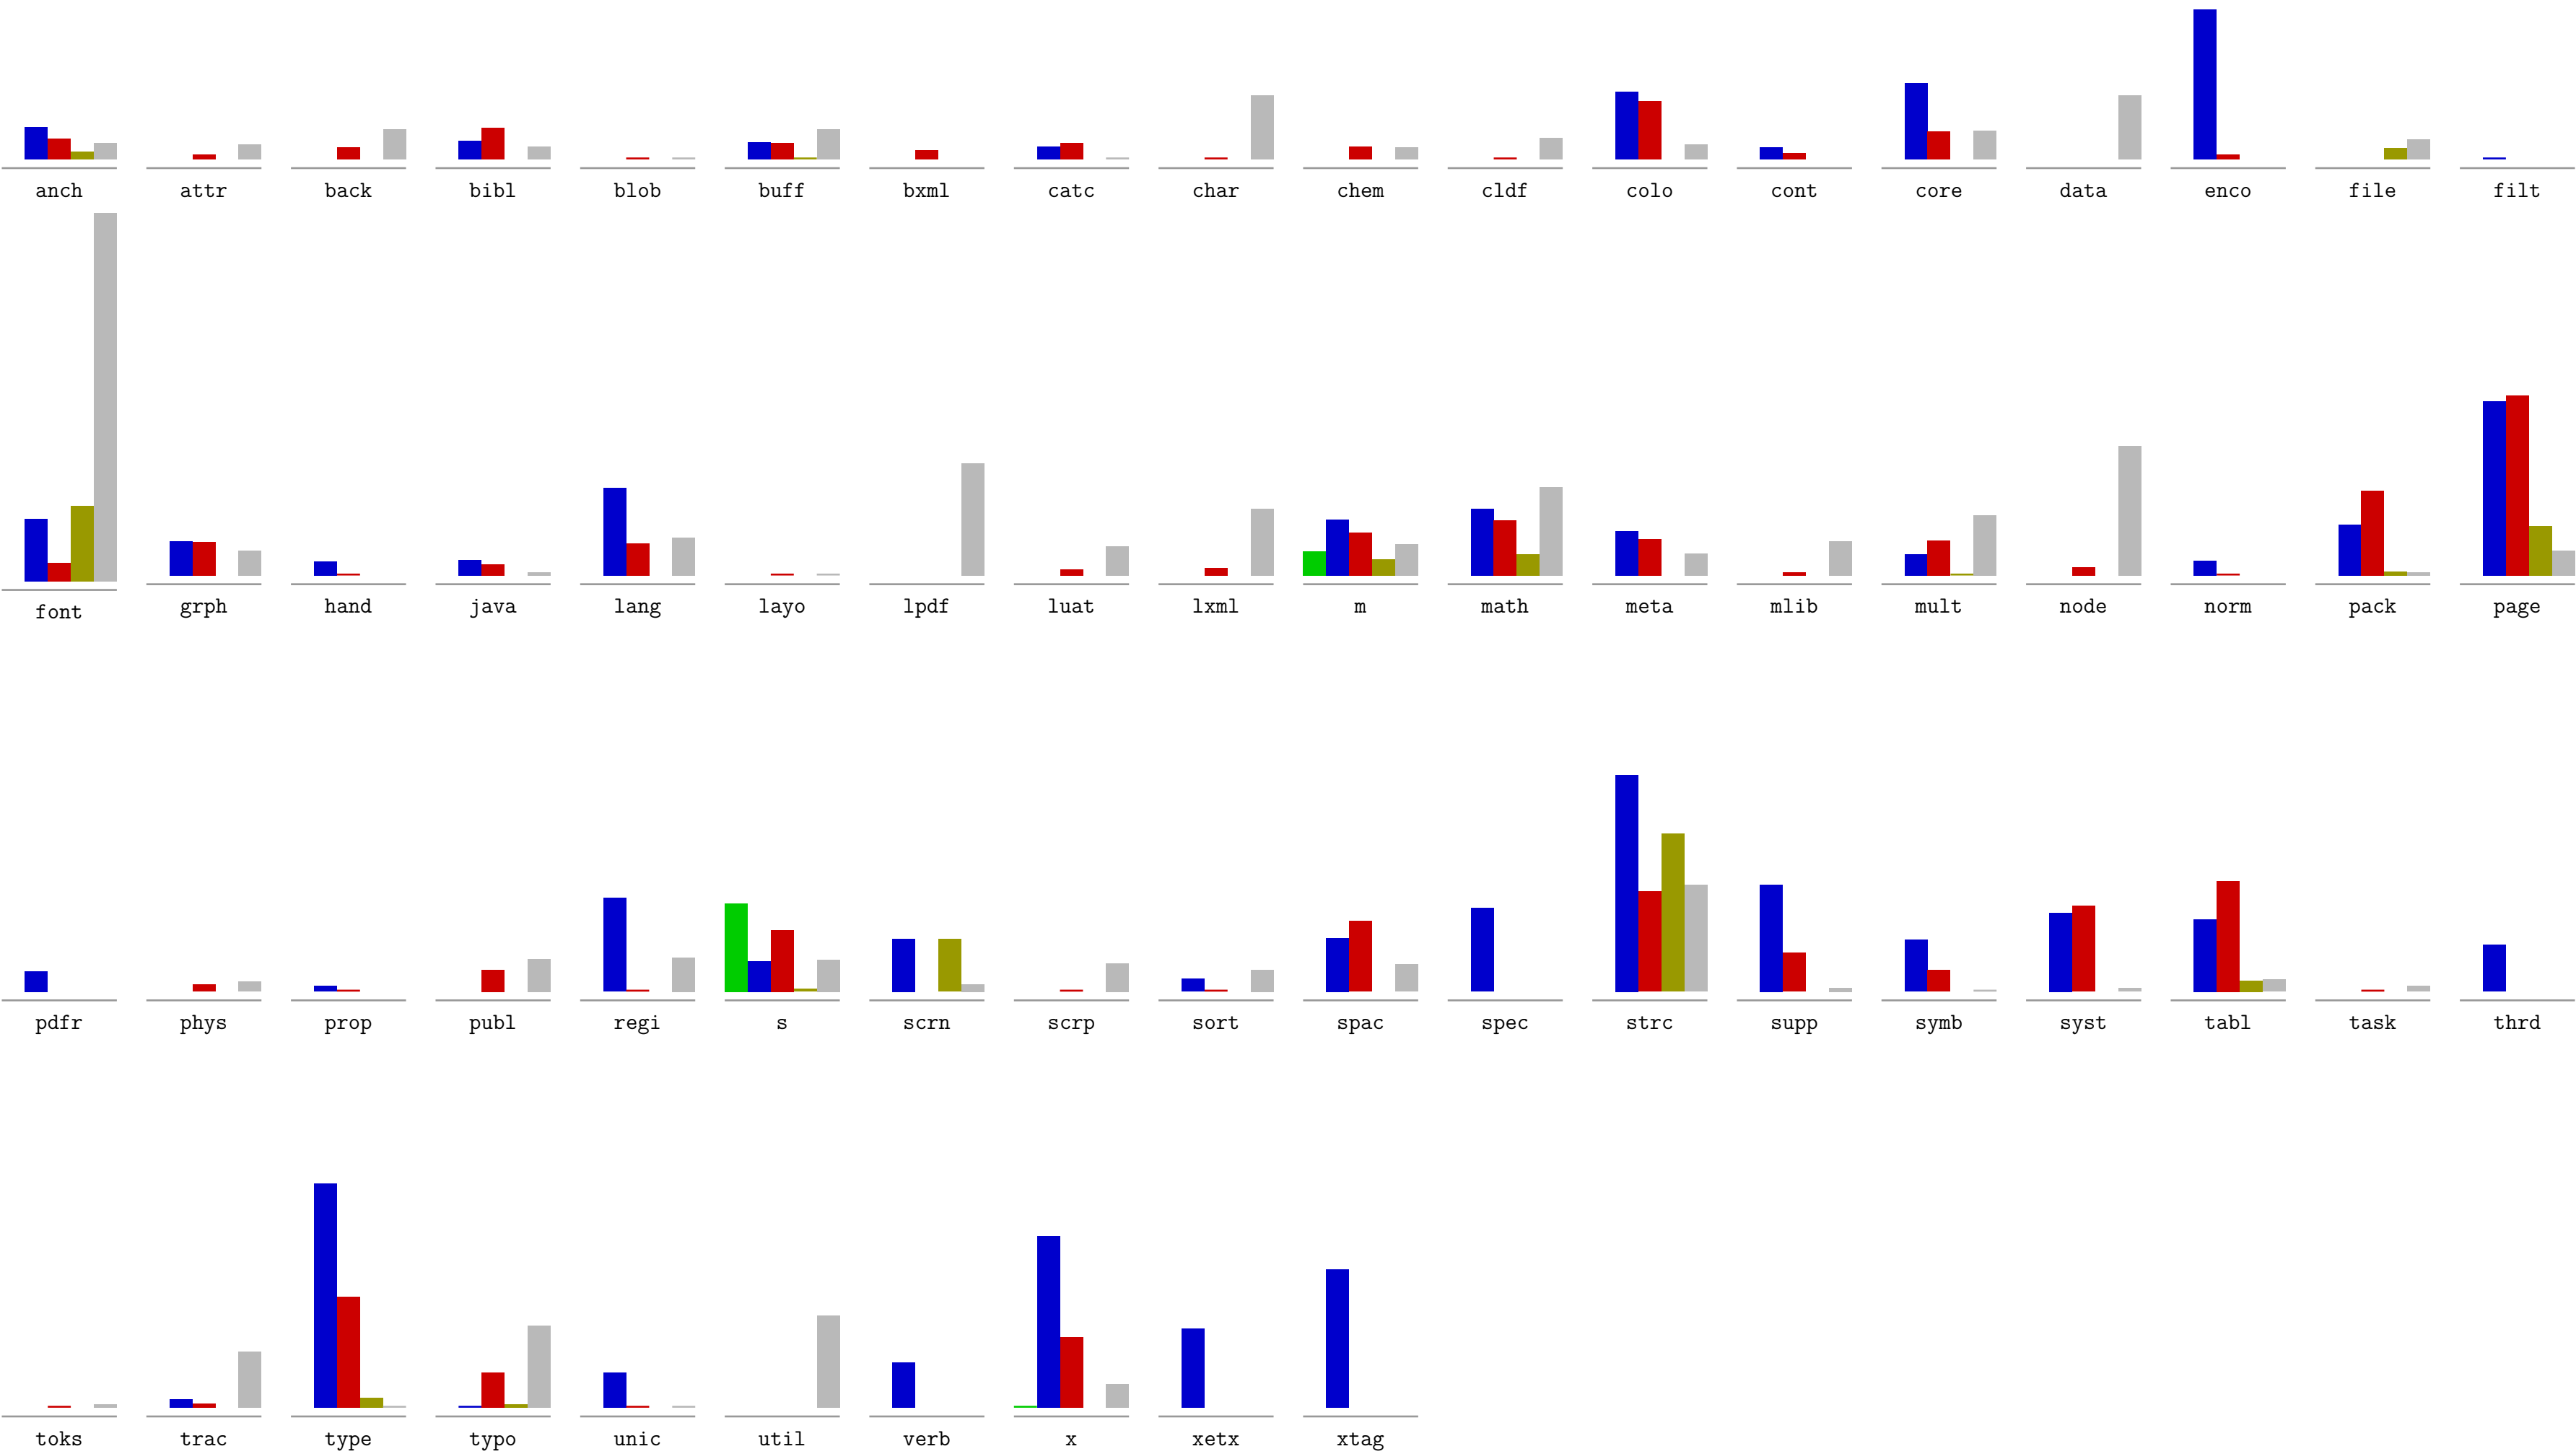 anch attr back bibl blob buff bxml catc char chem cldf colo cont core data enco file filt
font grph hand java lang layo lpdf luat lxml m math meta mlib mult node norm pack page
pdfr phys prop publ regi s scrn scrp sort spac spec strc supp symb syst tabl task thrd
toks trac type typo unic util verb x xetx xtag